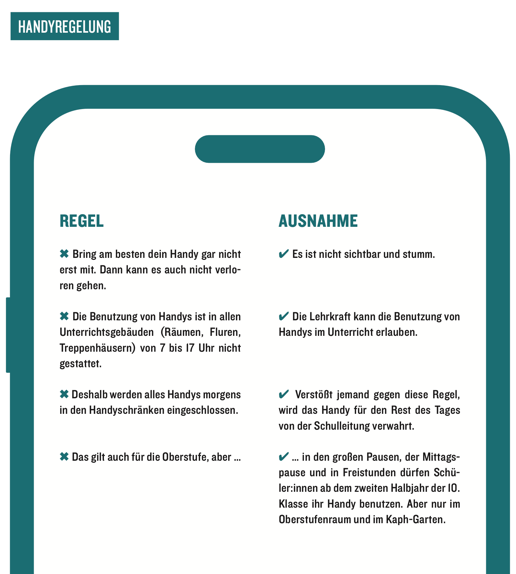 HANDYREGELUNG
REGEL
✖ Bring am besten dein Handy gar nicht
erst mit. Dann kann es auch nicht verlo-
ren gehen.
✖ Die Benutzung von Handys ist in allen
Unterrichtsgebäuden (Räumen, Fluren,
Treppenhäusern) von 7 bis 17 Uhr nicht
gestattet.
✖ Deshalb werden alles Handys morgens
in den Handyschränken eingeschlossen.
✖ Das gilt auch für die Oberstufe, aber ...
AUSNAHME
✔ Es ist nicht sichtbar und stumm.
✔ Die Lehrkraft kann die Benutzung von
Handys im Unterricht erlauben.
✔ Verstößt jemand gegen diese Regel,
wird das Handy für den Rest des Tages
von der Schulleitung verwahrt.
✔ ... in den großen Pausen, der Mittags-
pause und in Freistunden dürfen Schü-
ler:innen ab dem zweiten Halbjahr der 10.
Klasse ihr Handy benutzen. Aber nur im
Oberstufenraum und im Kaph-Garten.